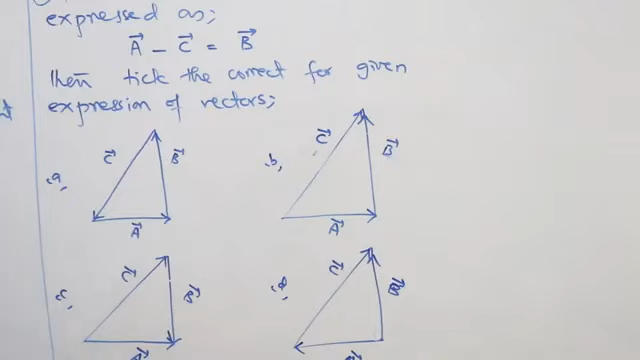 expressed as;
A⃗ - C⃗ = B⃗
Then tick the correct for given
expression of vectors;
a, C⃗ B⃗ A⃗
b, C⃗ B⃗ A⃗
c, C⃗ B⃗
d, C⃗ B⃗